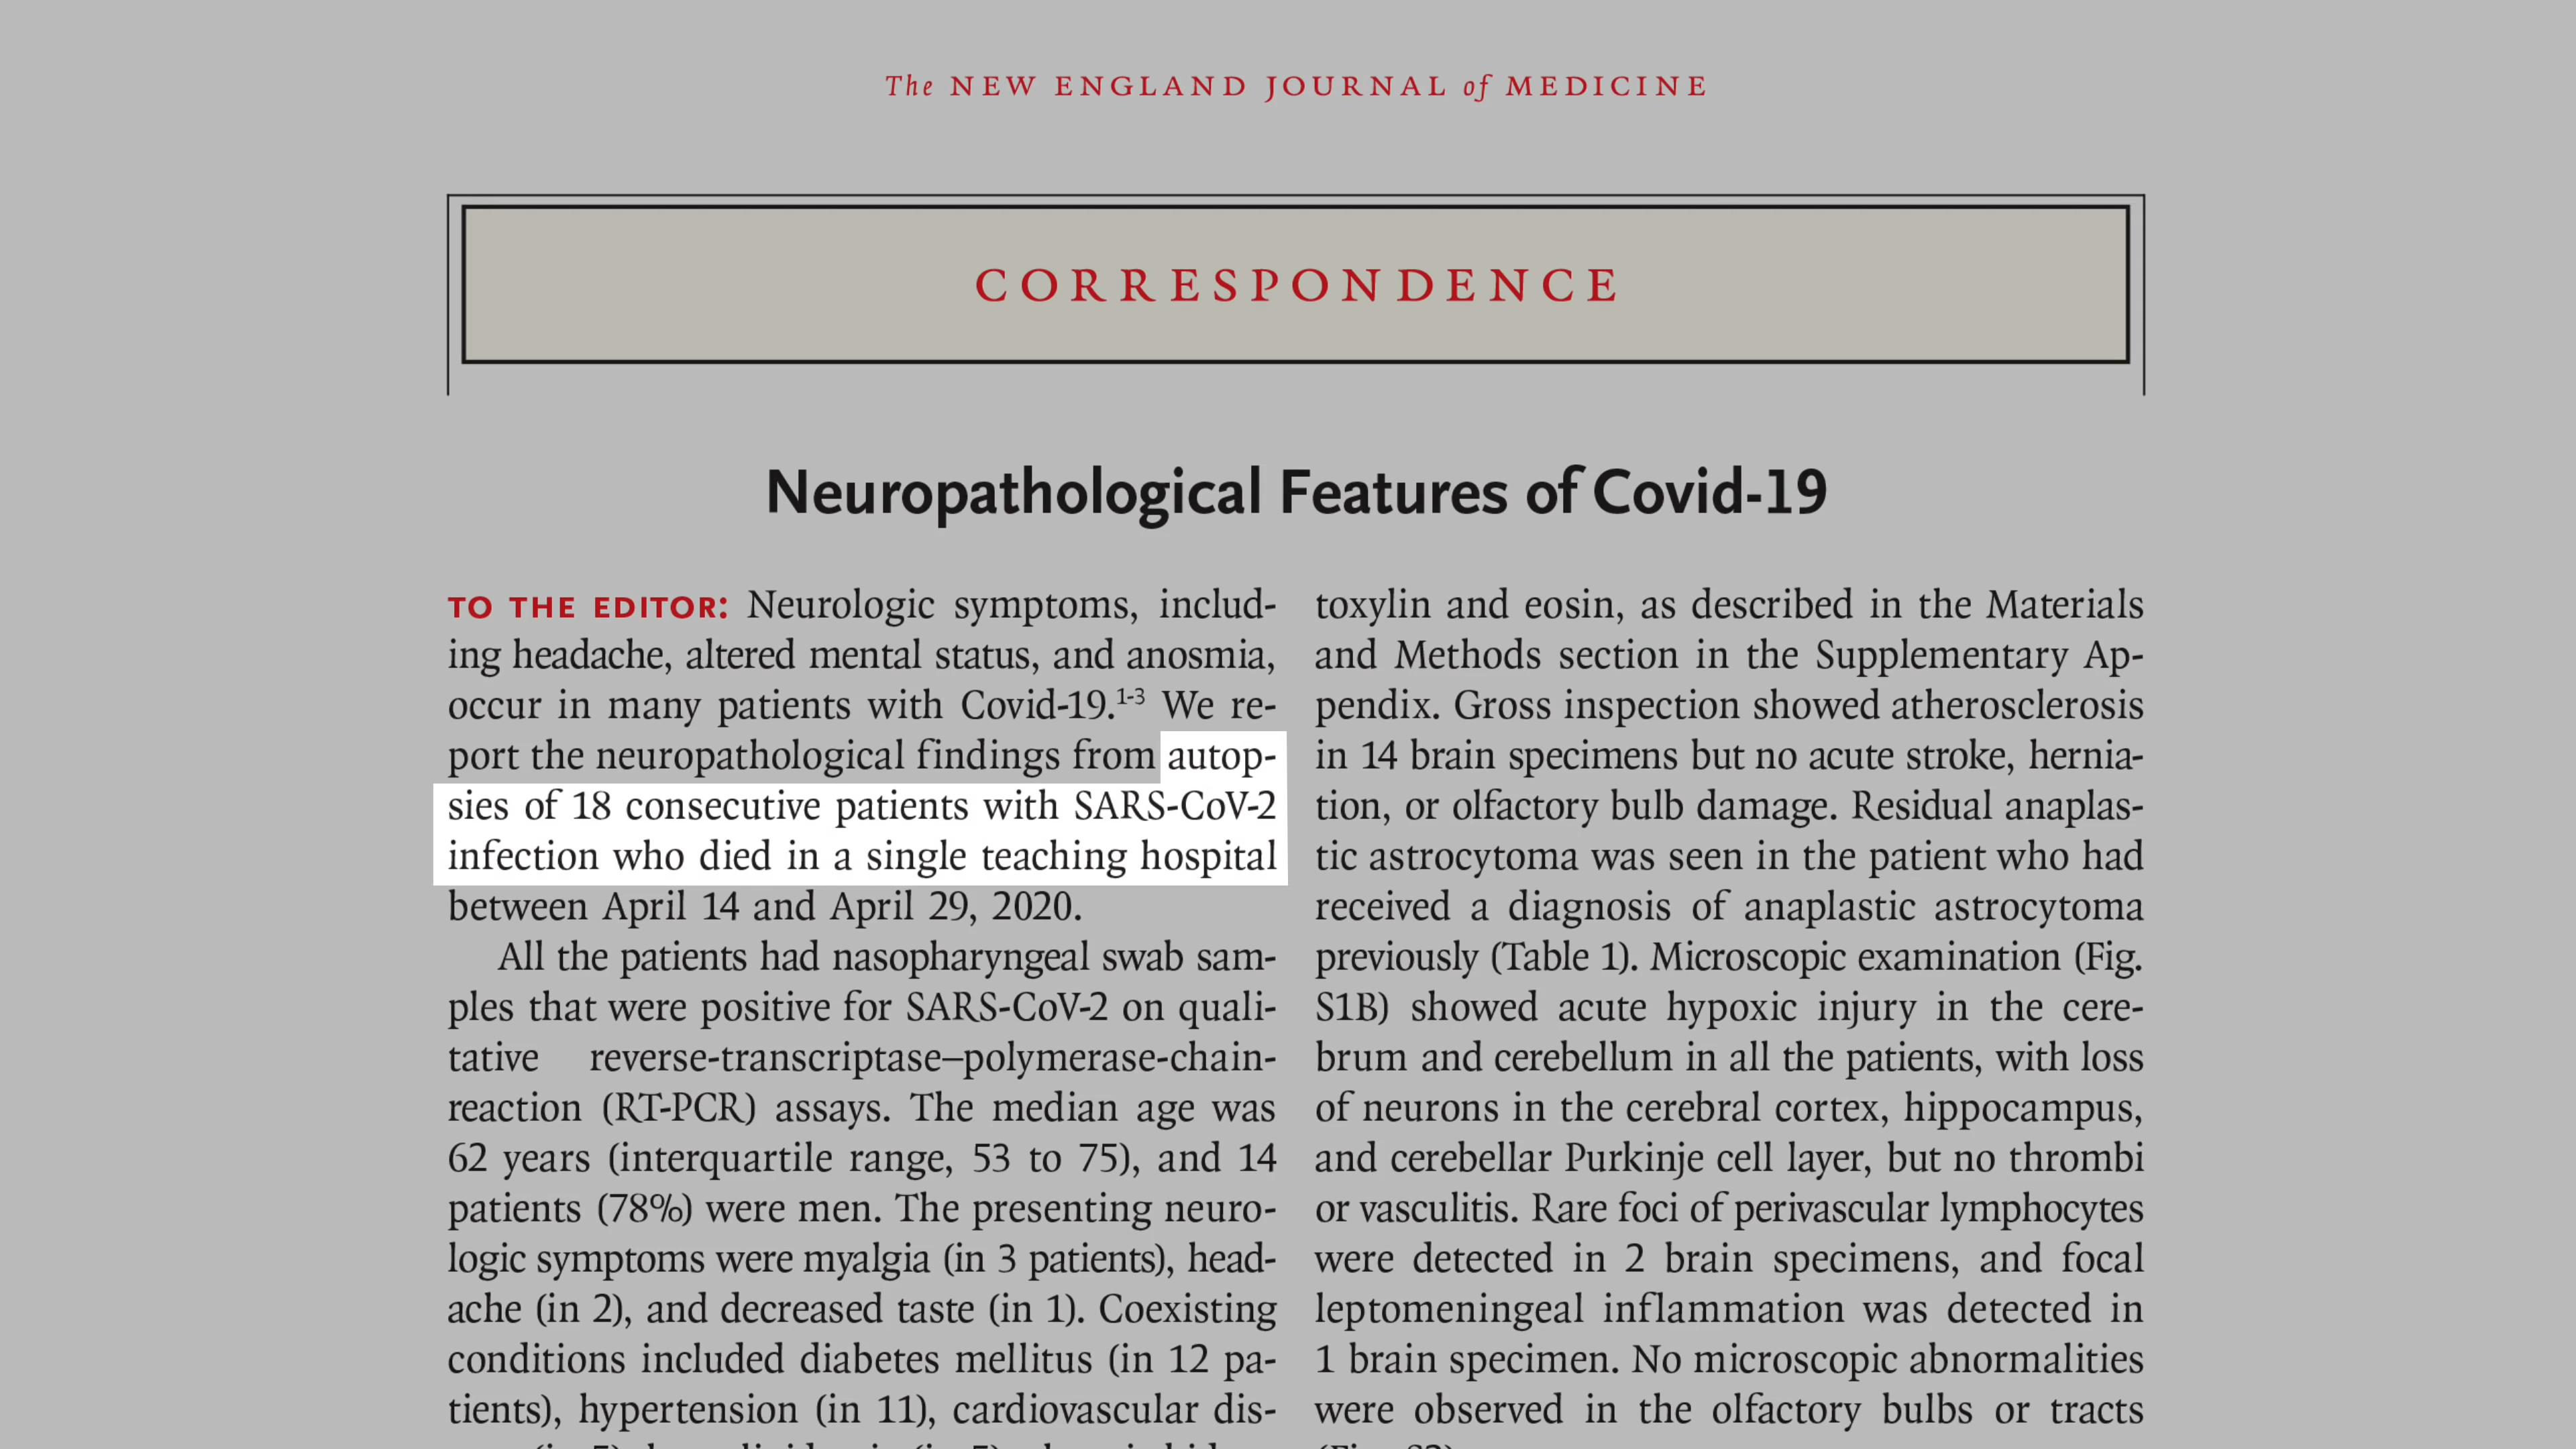 The NEW ENGLAND JOURNAL of MEDICINE
CORRESPONDENCE
Neuropathological Features of Covid-19
TO THE EDITOR: Neurologic symptoms, includ-
ing headache, altered mental status, and anosmia,
occur in many patients with Covid-19.1-3 We re-
port the neuropathological findings from autop-
sies of 18 consecutive patients with SARS-CoV-2
infection who died in a single teaching hospital
between April 14 and April 29, 2020.
All the patients had nasopharyngeal swab sam-
ples that were positive for SARS-CoV-2 on quali-
tative reverse-transcriptase–polymerase-chain-
reaction (RT-PCR) assays. The median age was
62 years (interquartile range, 53 to 75), and 14
patients (78%) were men. The presenting neuro-
logic symptoms were myalgia (in 3 patients), head-
ache (in 2), and decreased taste (in 1). Coexisting
conditions included diabetes mellitus (in 12 pa-
tients), hypertension (in 11), cardiovascular dis-
toxylin and eosin, as described in the Materials
and Methods section in the Supplementary Ap-
pendix. Gross inspection showed atherosclerosis
in 14 brain specimens but no acute stroke, hernia-
tion, or olfactory bulb damage. Residual anaplas-
tic astrocytoma was seen in the patient who had
received a diagnosis of anaplastic astrocytoma
previously (Table 1). Microscopic examination (Fig.
S1B) showed acute hypoxic injury in the cere-
brum and cerebellum in all the patients, with loss
of neurons in the cerebral cortex, hippocampus,
and cerebellar Purkinje cell layer, but no thrombi
or vasculitis. Rare foci of perivascular lymphocytes
were detected in 2 brain specimens, and focal
leptomeningeal inflammation was detected in
1 brain specimen. No microscopic abnormalities
were observed in the olfactory bulbs or tracts